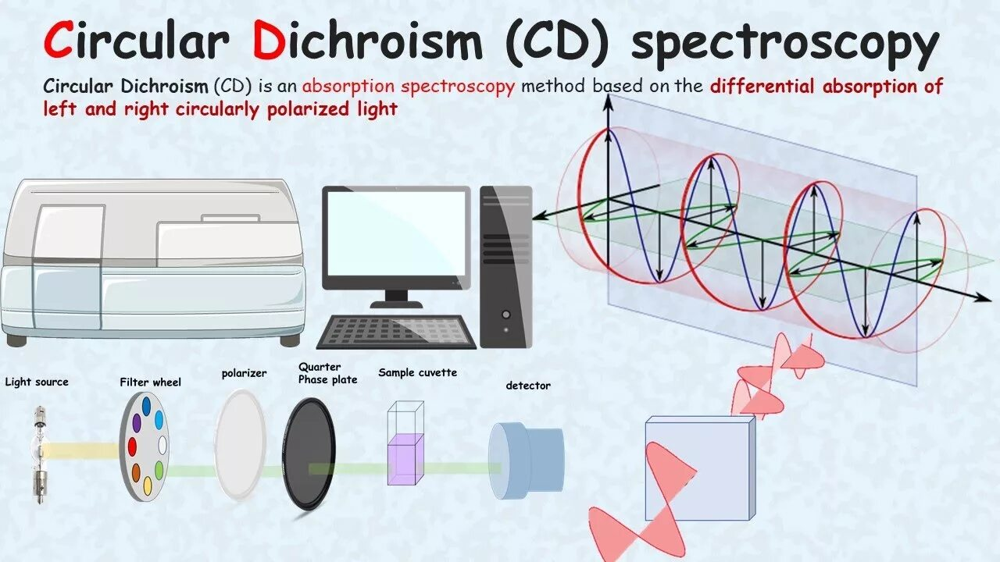 Circular Dichroism (CD) spectroscopy
Circular Dichroism (CD) is an absorption spectroscopy method based on the differential absorption of
left and right circularly polarized light
Light source
Filter wheel
polarizer
Quarter
Phase plate
Sample cuvette
detector